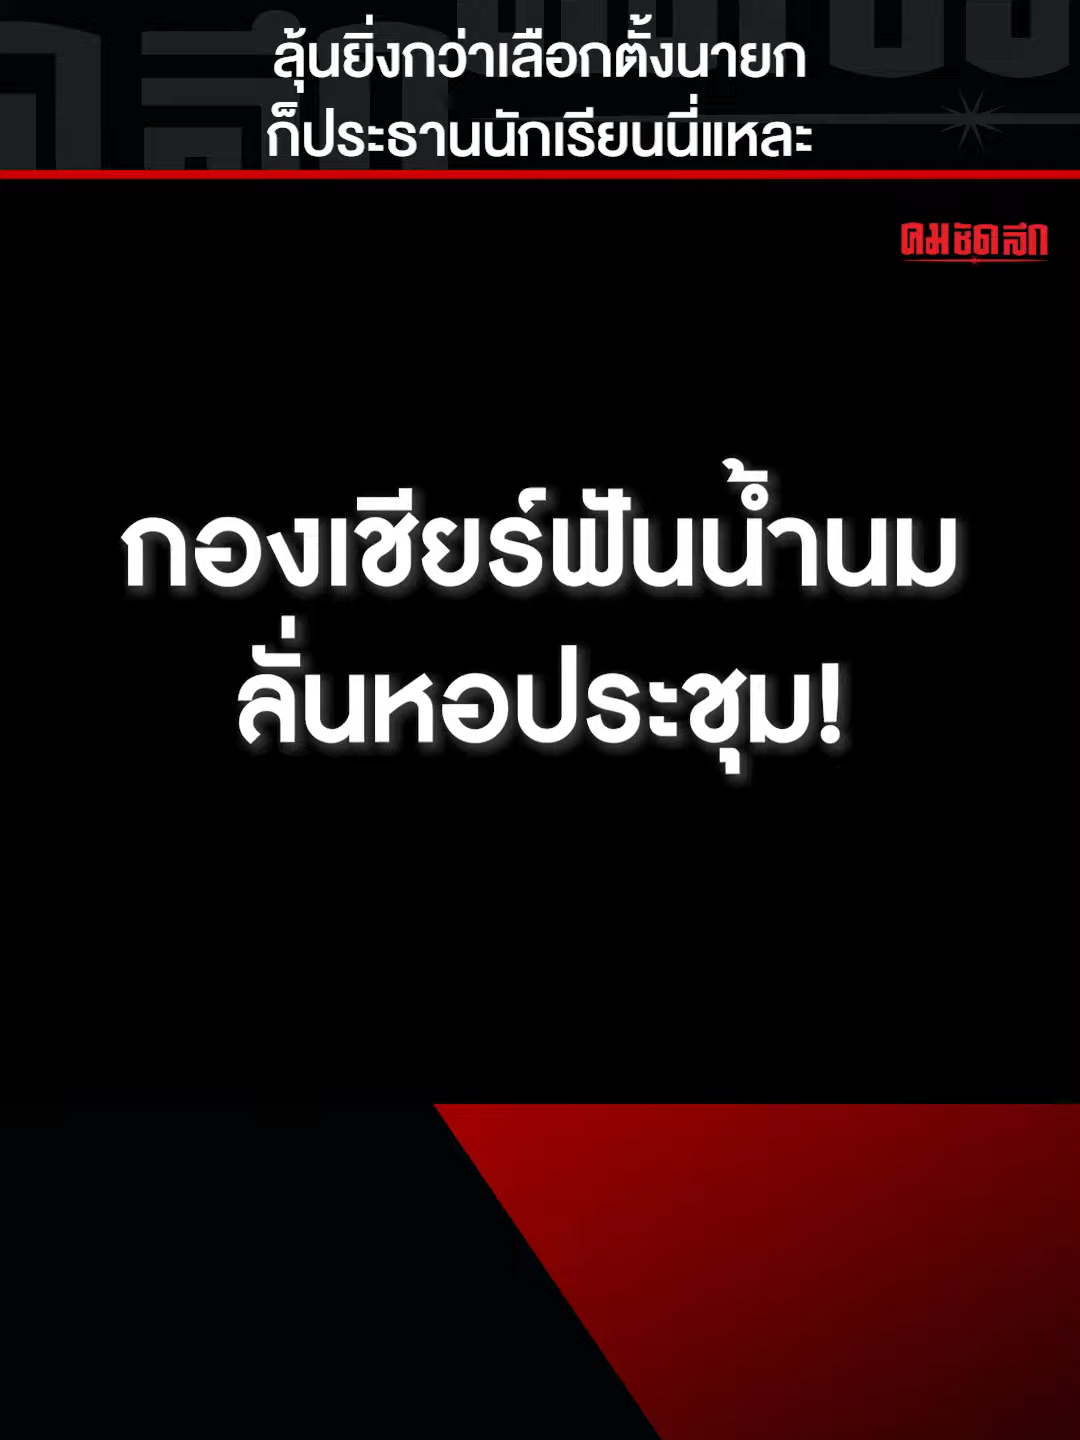 ลุ้นยิ่งกว่าเลือกตั้งนายก
ก็ประธานนักเรียนนี่แหละ
คมชัดลึก
กองเชียร์ฟันน้ำนม
ลั่นหอประชุม!